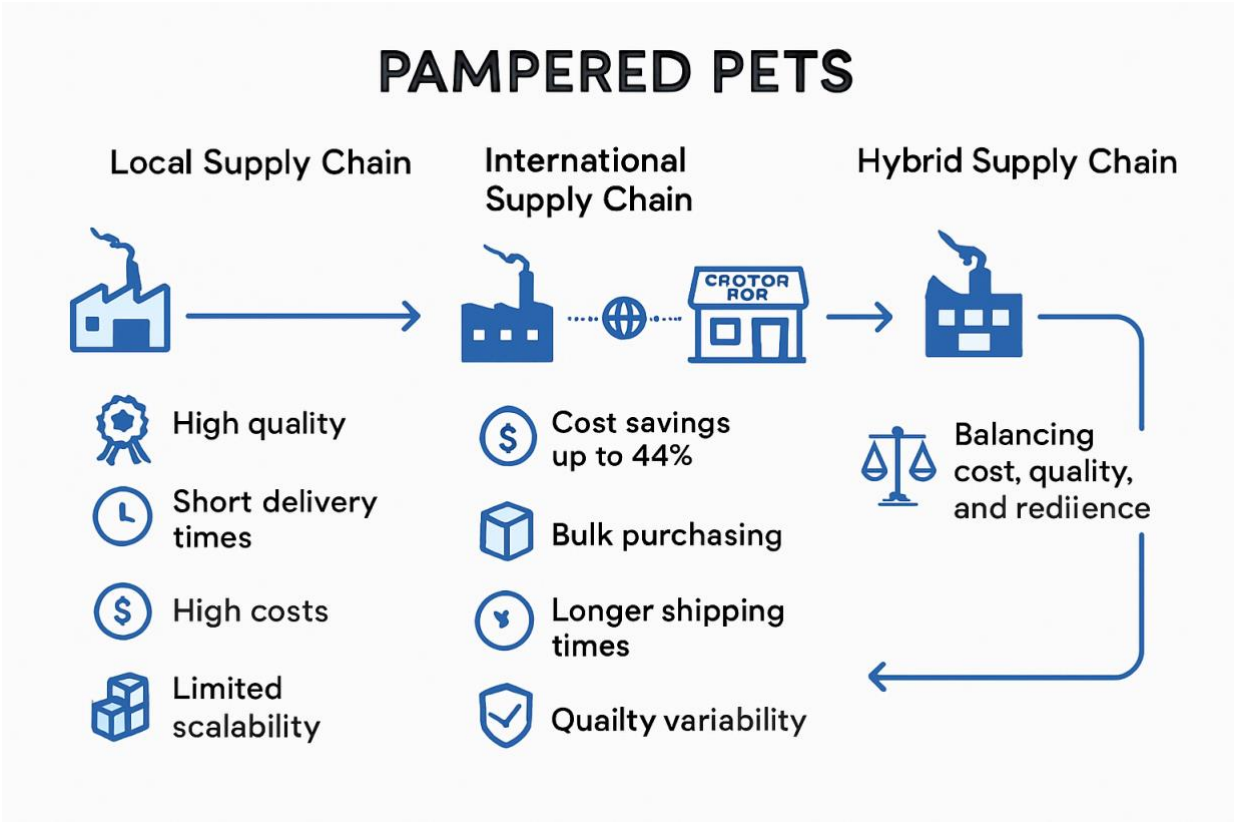 PAMPERED PETS
Local Supply Chain
High quality
Short delivery
times
High costs
Limited
scalability
International
Supply Chain
CROTOR
ROR
Cost savings
up to 44%
Bulk purchasing
Longer shipping
times
Quailty variability
Hybrid Supply Chain
Balancing
cost, quality,
and rediience